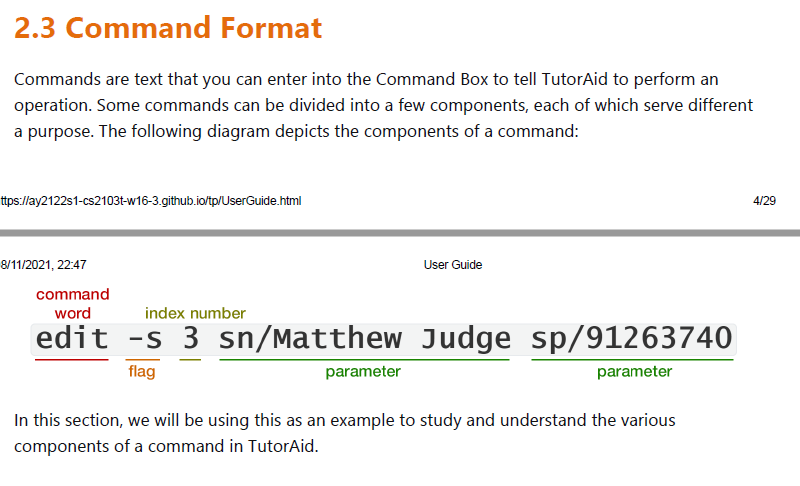 2.3 Command Format
Commands are text that you can enter into the Command Box to tell TutorAid to perform an
operation. Some commands can be divided into a few components, each of which serve different
a purpose. The following diagram depicts the components of a command:
ttps://ay2122s1-cs2103t-w16-3.github.io/tp/UserGuide.html 4/29
8/11/2021, 22:47 User Guide
command
word index number
edit -s 3 sn/Matthew Judge sp/91263740
flag parameter parameter
In this section, we will be using this as an example to study and understand the various
components of a command in TutorAid.